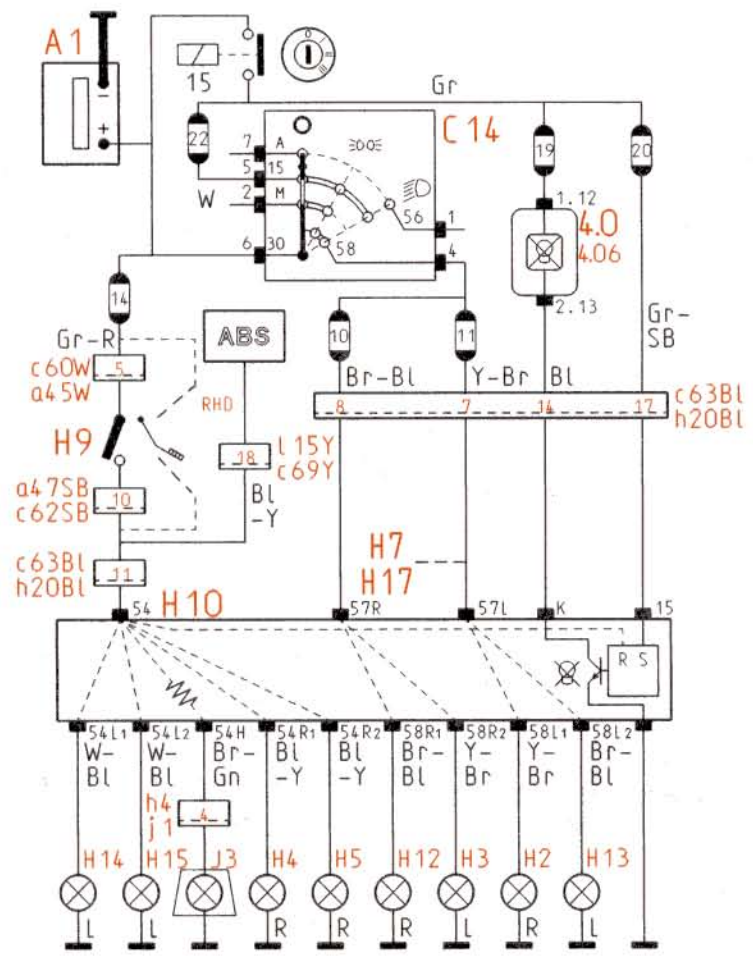 A1
−
+
15
0
I
II
III
Gr
C14
22
19
20
7 A
5 15
W
2 M
6 30
56 1
58
4
1.12
4.0
4.06
2.13
14
10
11
Gr-
SB
Gr-R
ABS
Br-Bl
Y-Br
Bl
c60W
a45W
5
8
7
14
17
c63Bl
h20Bl
RHD
H9
18
l15Y
c69Y
a47SB
c62SB
10
Bl
-Y
H7
H17
c63Bl
h20Bl
11
54
H10
57R
57L
K
15
R S
54L1
54L2
54H
54R1
54R2
58R1
58R2
58L1
58L2
W-
Bl
W-
Bl
Br-
Gn
Bl
-Y
Bl
-Y
Br-
Bl
Y-
Br
Y-
Br
Br-
Bl
h4
j1
4
H14
H15
J3
H4
H5
H12
H3
H2
H13
L
L
R
R
R
L
R
L